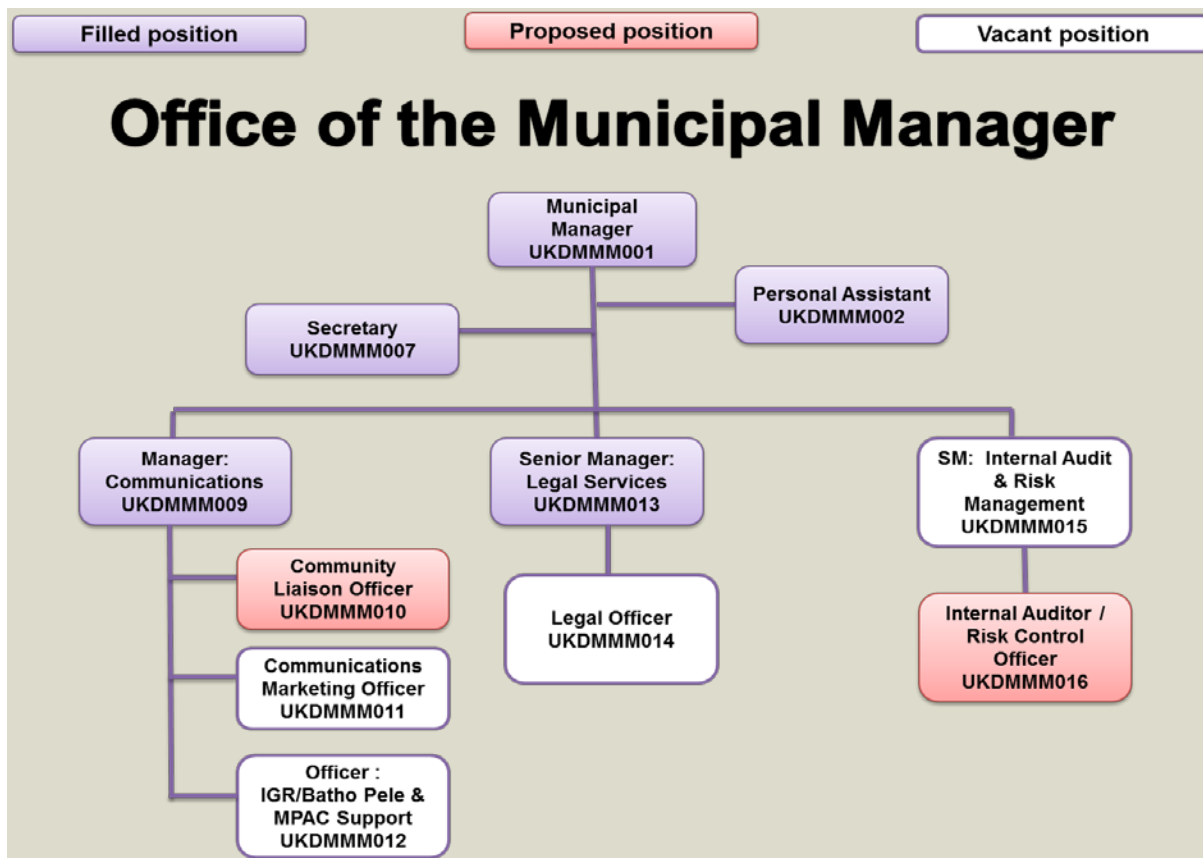 Filled position
Proposed position
Vacant position
Office of the Municipal Manager
Municipal
Manager
UKDMMM001
Personal Assistant
UKDMMM002
Secretary
UKDMMM007
Manager:
Communications
UKDMMM009
Senior Manager:
Legal Services
UKDMMM013
SM:  Internal Audit
& Risk
Management
UKDMMM015
Community
Liaison Officer
UKDMMM010
Communications
Marketing Officer
UKDMMM011
Officer :
IGR/Batho Pele &
MPAC Support
UKDMMM012
Legal Officer
UKDMMM014
Internal Auditor /
Risk Control
Officer
UKDMMM016